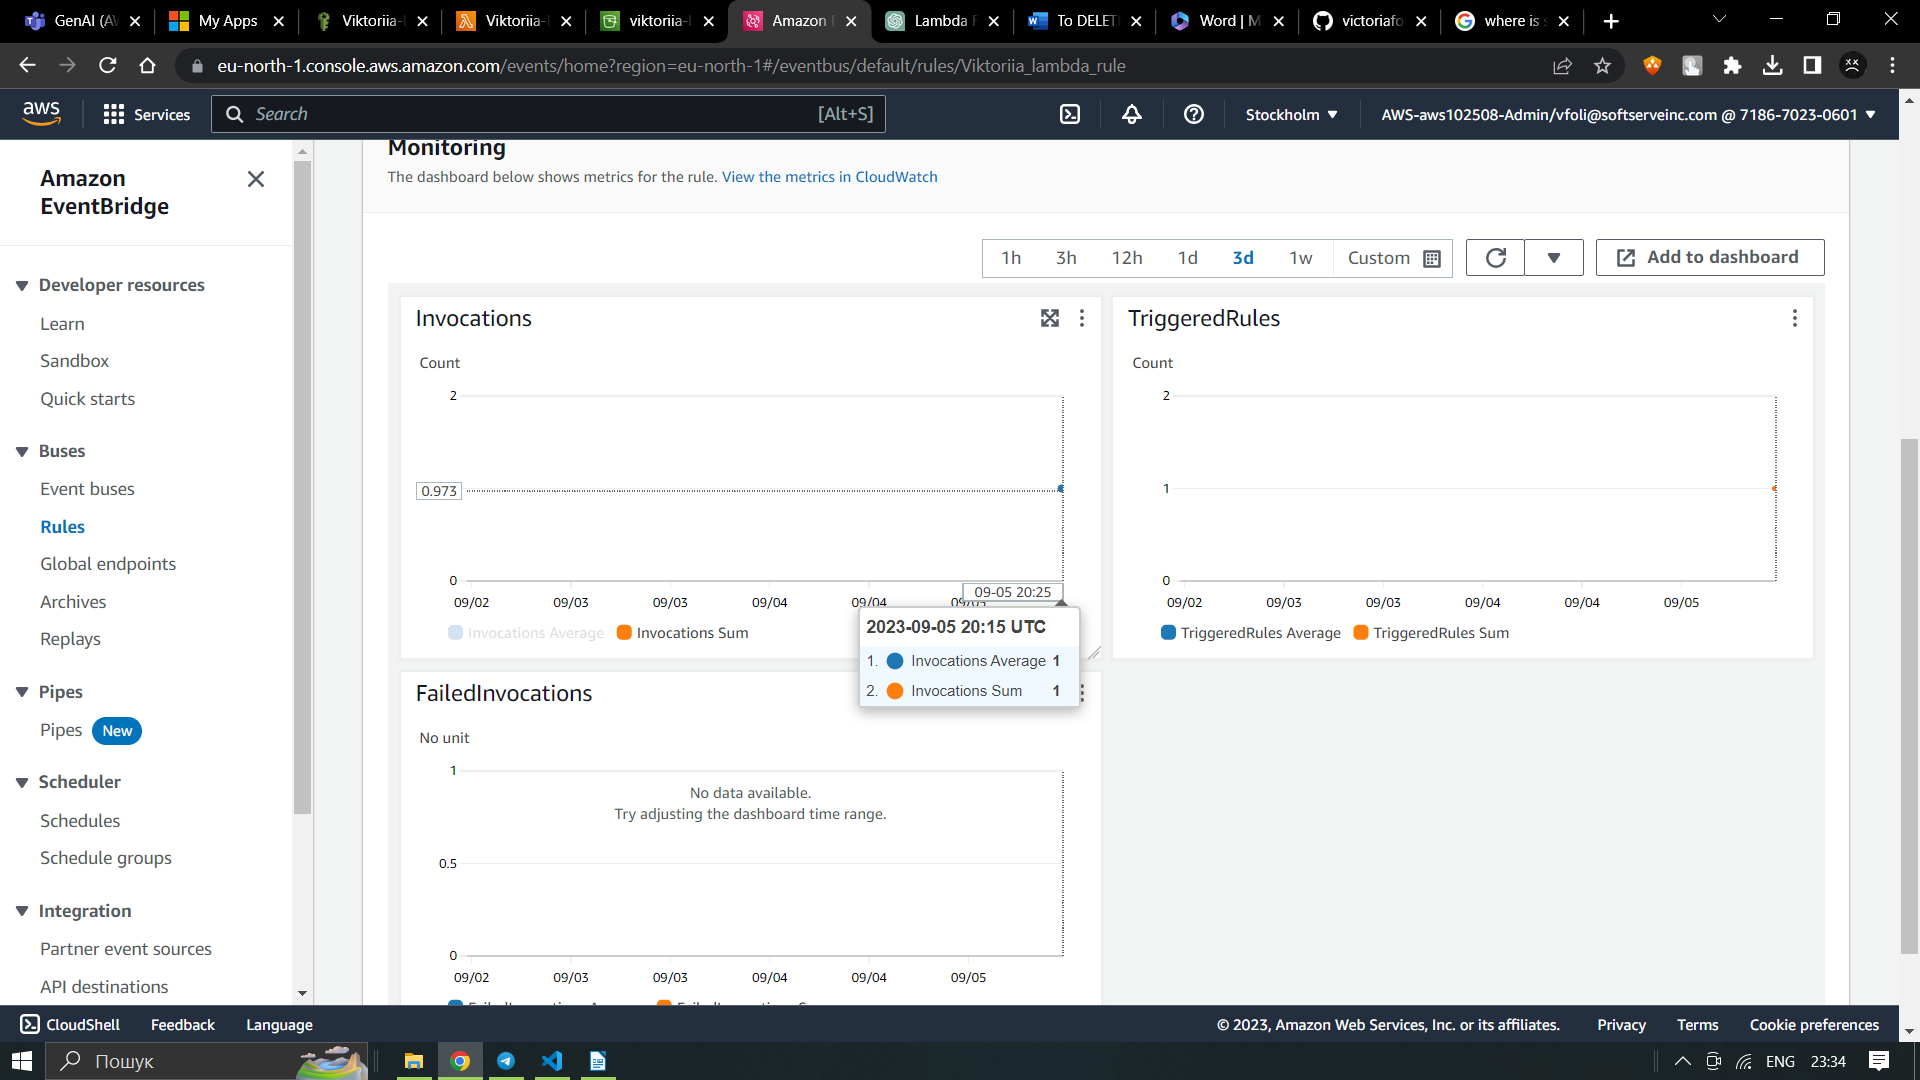 GenAI (A
My Apps
Viktoriia-
Viktoriia-
viktoriia-
Amazon
Lambda F
To DELET
Word | M
victoriafo
where is s
eu-north-1.console.aws.amazon.com/events/home?region=eu-north-1#/eventbus/default/rules/Viktoriia_lambda_rule
aws
Services
Search
[Alt+S]
Stockholm
AWS-aws102508-Admin/vfoli@softserveinc.com @ 7186-7023-0601
Amazon
EventBridge
Developer resources
Learn
Sandbox
Quick starts
Buses
Event buses
Rules
Global endpoints
Archives
Replays
Pipes
Pipes New
Scheduler
Schedules
Schedule groups
Integration
Partner event sources
API destinations
Monitoring
The dashboard below shows metrics for the rule. View the metrics in CloudWatch
1h 3h 12h 1d 3d 1w Custom
Add to dashboard
Invocations
Count
2
0.973
0
09-05 20:25
09/02 09/03 09/03 09/04 09/04 09/05
Invocations Average Invocations Sum
2023-09-05 20:15 UTC
1. Invocations Average 1
2. Invocations Sum 1
TriggeredRules
Count
2
1
0
09/02 09/03 09/03 09/04 09/04 09/05
TriggeredRules Average TriggeredRules Sum
FailedInvocations
No unit
1
No data available.
Try adjusting the dashboard time range.
0.5
0
09/02 09/03 09/03 09/04 09/04 09/05
CloudShell Feedback Language
© 2023, Amazon Web Services, Inc. or its affiliates. Privacy Terms Cookie preferences
Пошук
ENG 23:34